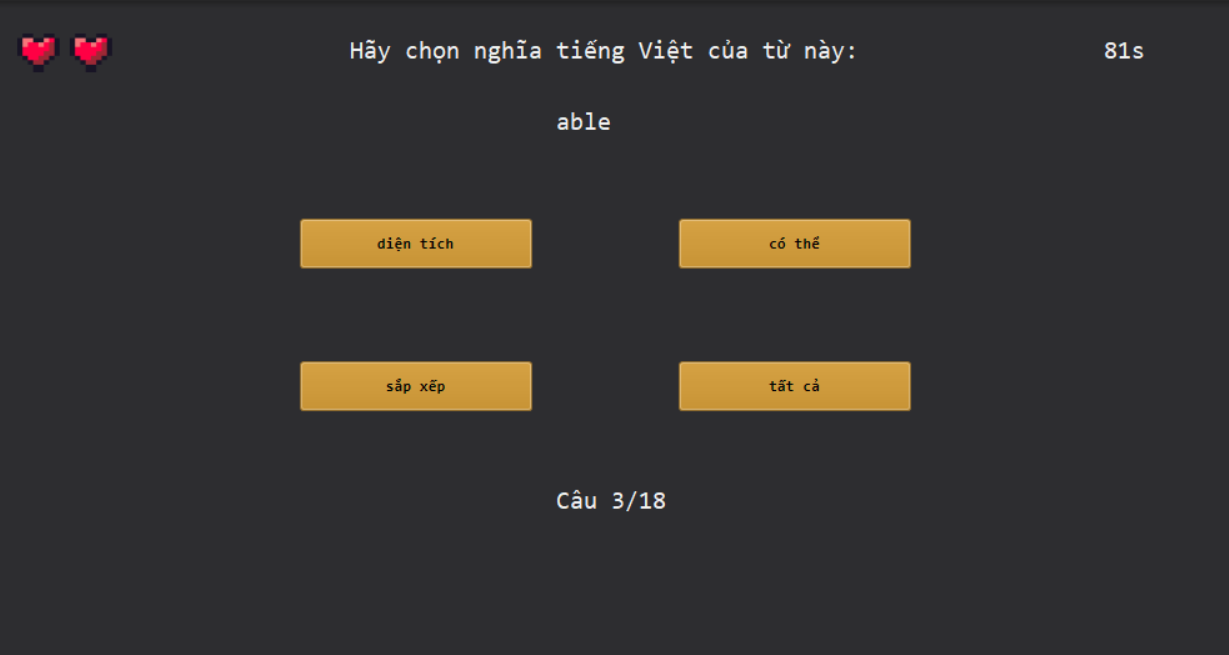 Hãy chọn nghĩa tiếng Việt của từ này:
81s
able
diện tích
có thể
sắp xếp
tất cả
Câu 3/18